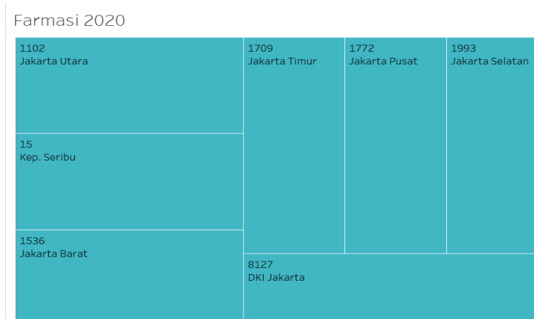 Farmasi 2020
1102
Jakarta Utara
15
Kep. Seribu
1536
Jakarta Barat
1709
Jakarta Timur
1772
Jakarta Pusat
1993
Jakarta Selatan
8127
DKI Jakarta